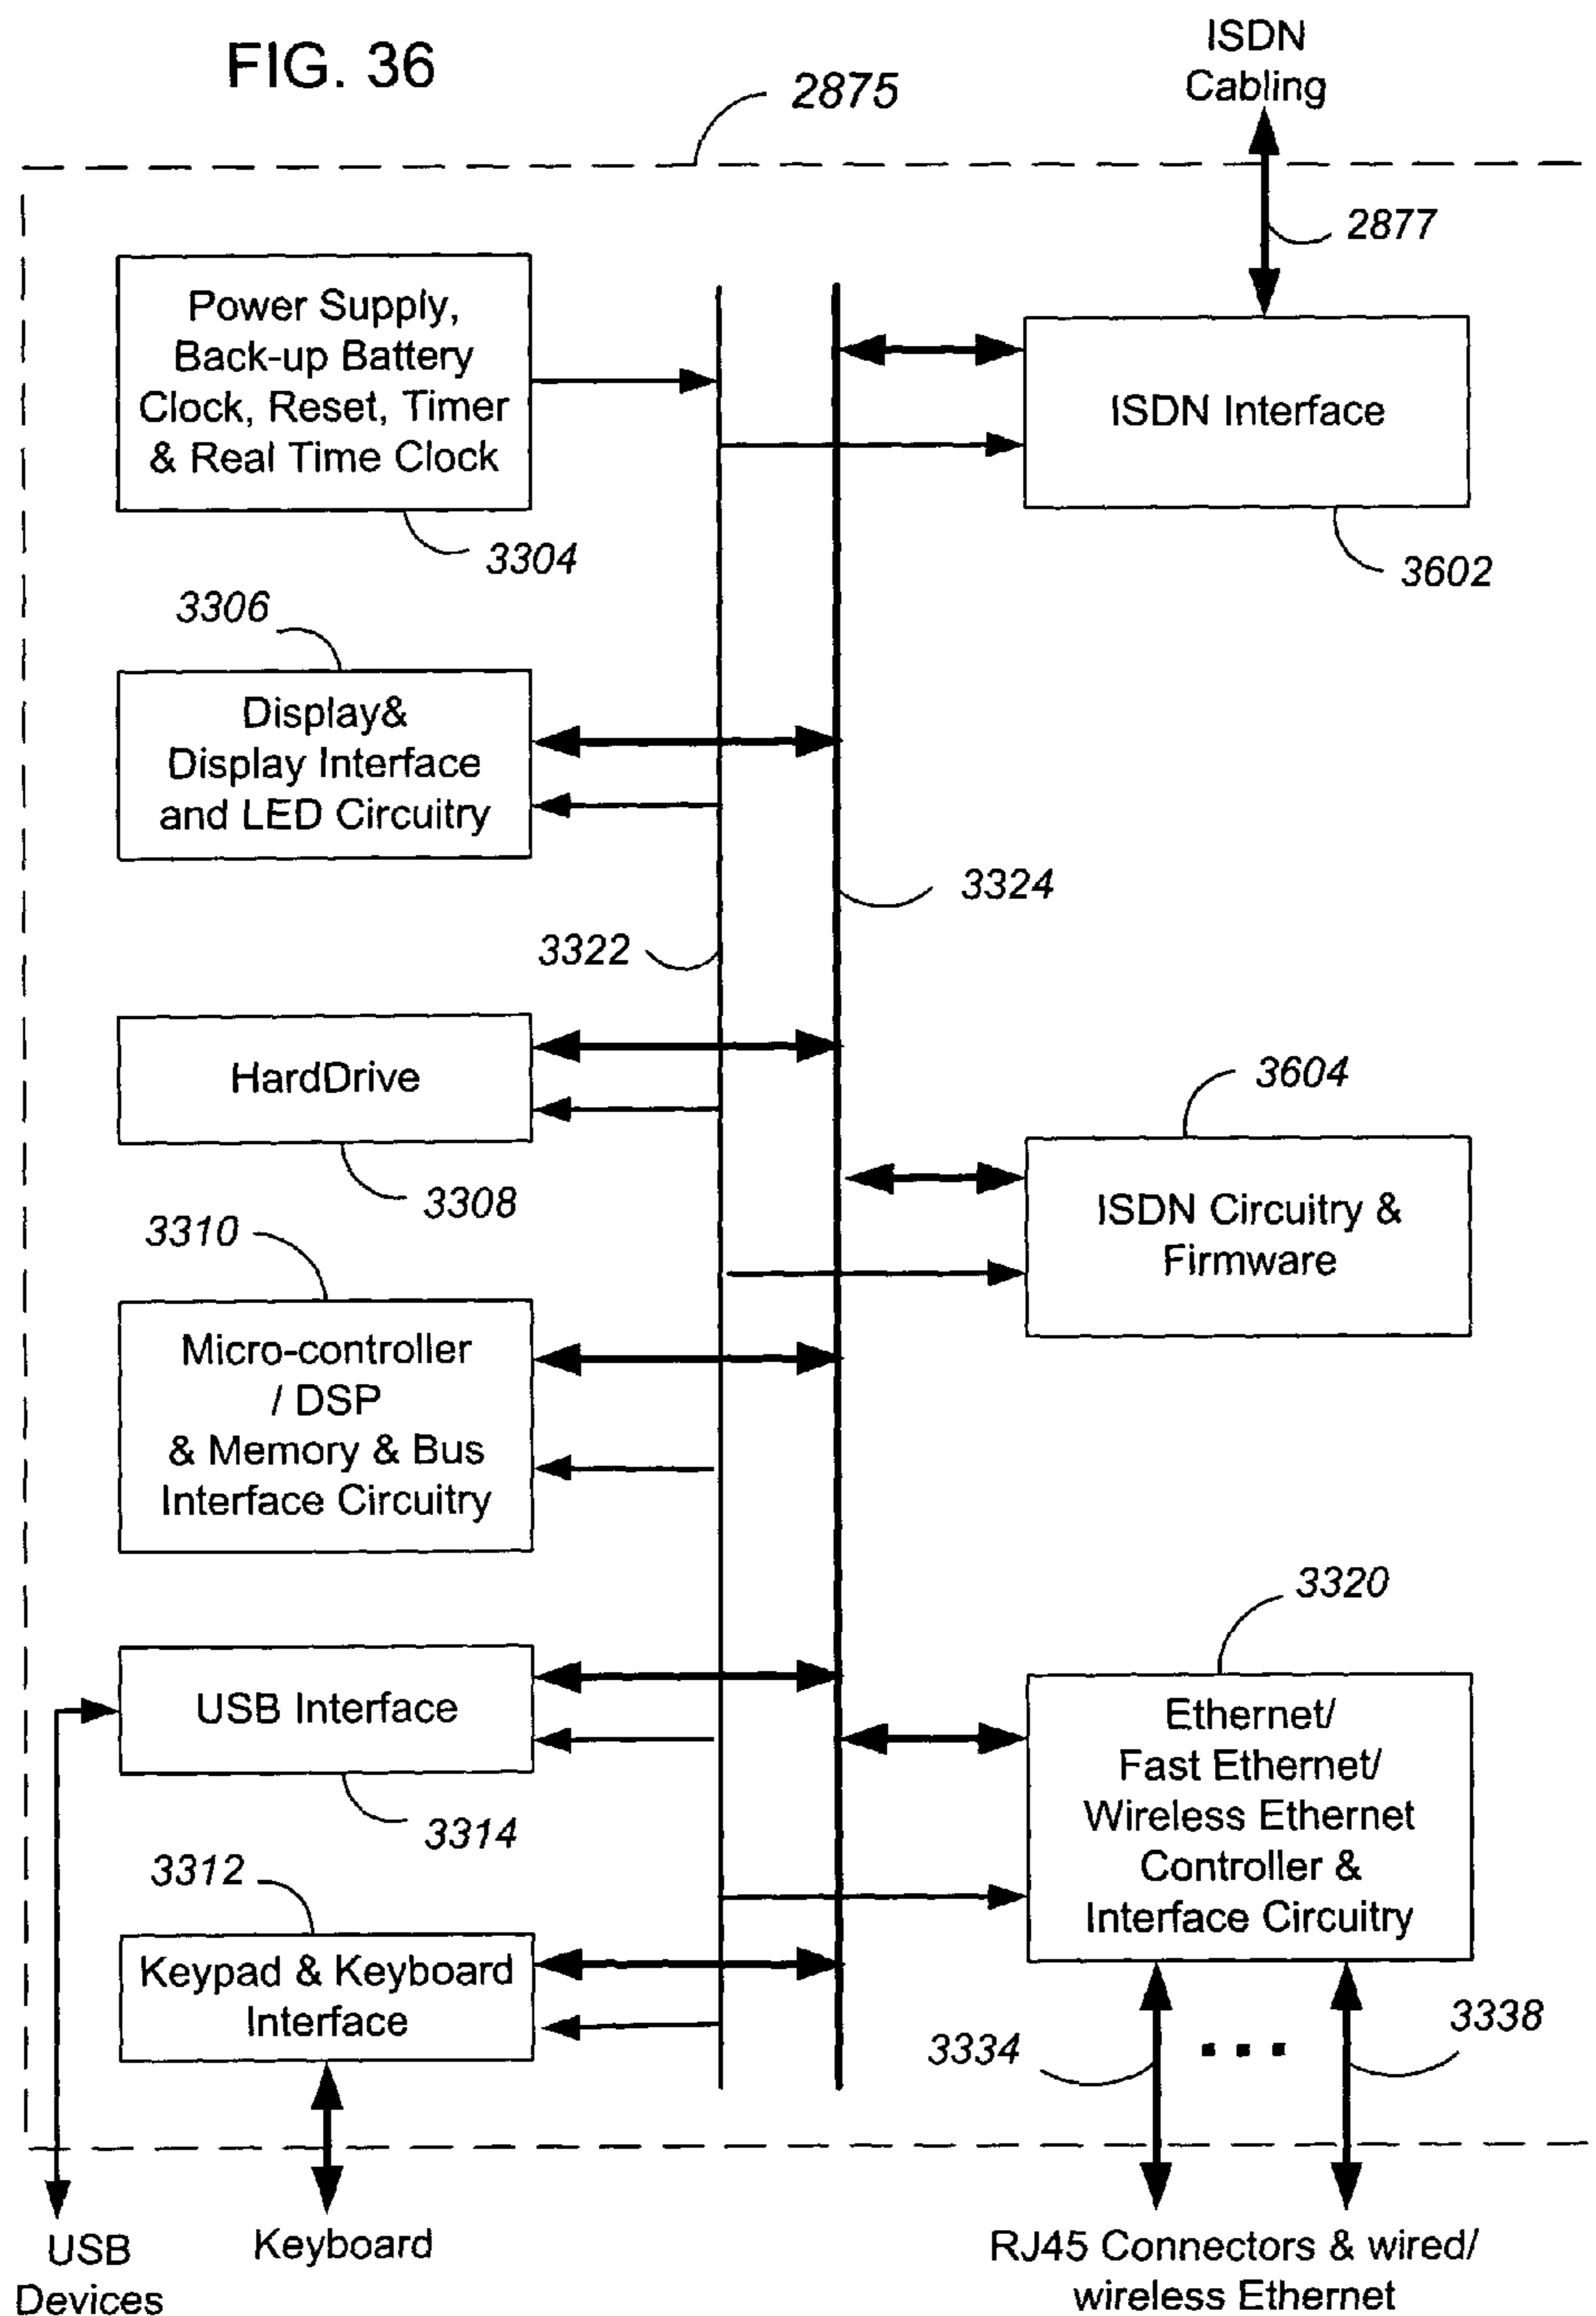 FIG. 36
2875
ISDN
Cabling
2877
Power Supply,
Back-up Battery
Clock, Reset, Timer
& Real Time Clock
3304
ISDN Interface
3602
3306
Display&
Display Interface
and LED Circuitry
3324
3322
HardDrive
3308
3604
ISDN Circuitry &
Firmware
3310
Micro-controller
/ DSP
& Memory & Bus
Interface Circuitry
USB Interface
3314
3320
Ethernet/
Fast Ethernet/
Wireless Ethernet
Controller &
Interface Circuitry
3312
Keypad & Keyboard
Interface
3334
3338
USB
Devices
Keyboard
RJ45 Connectors & wired/
wireless Ethernet